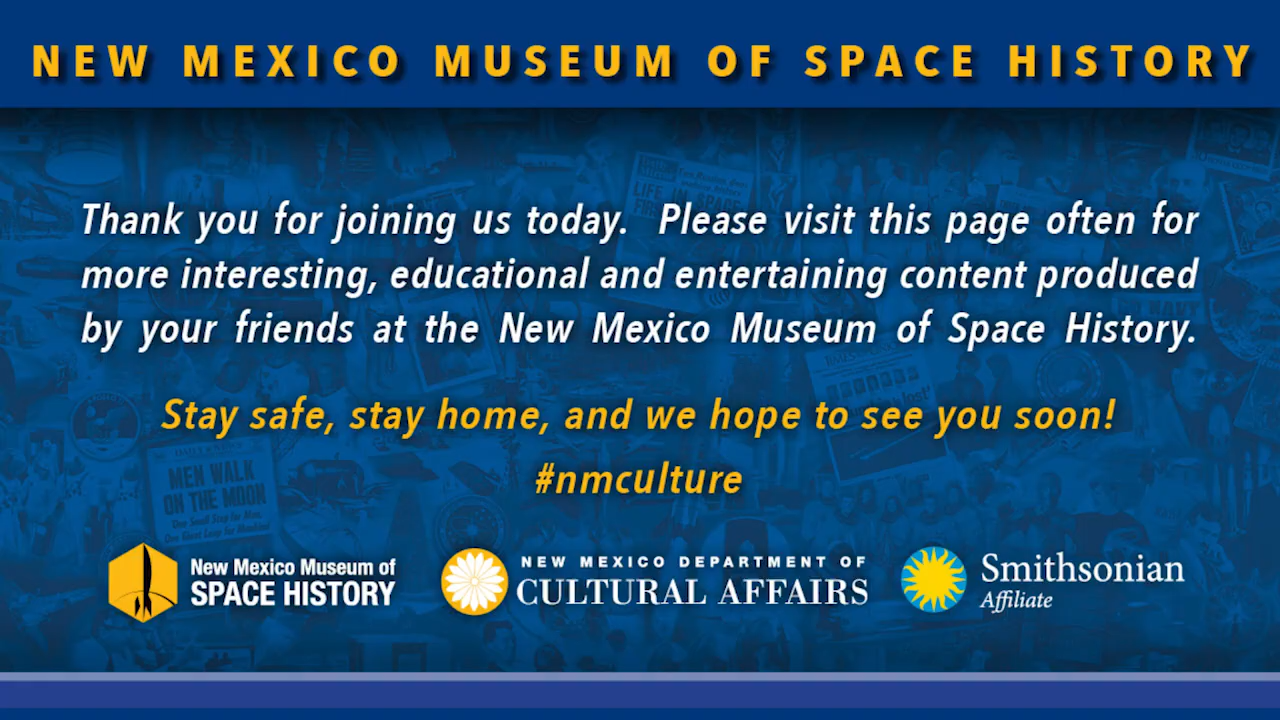 NEW MEXICO MUSEUM OF SPACE HISTORY
Thank you for joining us today. Please visit this page often for
more interesting, educational and entertaining content produced
by your friends at the New Mexico Museum of Space History.
Stay safe, stay home, and we hope to see you soon!
#nmculture
New Mexico Museum of
SPACE HISTORY
NEW MEXICO DEPARTMENT OF
CULTURAL AFFAIRS
Smithsonian
Affiliate
LIFE IN SPACE
MEN WALK
ON THE MOON